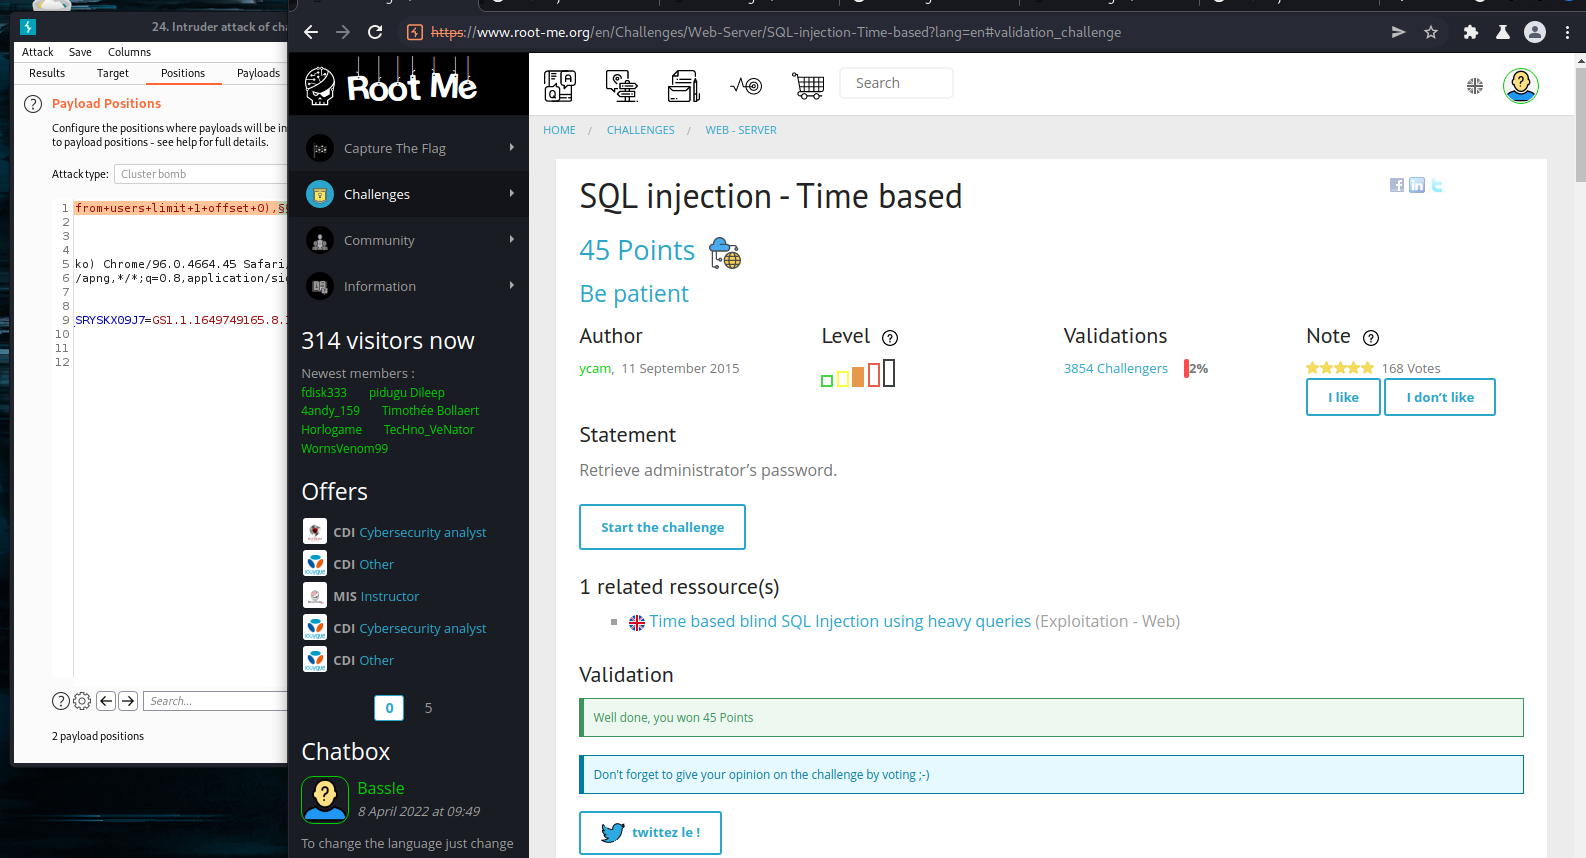 24. Intruder attack of cha
Attack Save Columns
Results Target Positions Payloads
Payload Positions
Configure the positions where payloads will be in
to payload positions - see help for full details.
Attack type: Cluster bomb
1 from+users+limit+1+offset+0),§
2
3
4
5 ko) Chrome/96.0.4664.45 Safari/
6 /apng,*/*;q=0.8,application/si
7
8
9 SRYSKX09J7=GS1.1.1649749165.8.
10
11
12
Search...
2 payload positions
https://www.root-me.org/en/Challenges/Web-Server/SQL-injection-Time-based?lang=en#validation_challenge
Root Me
Search
Capture The Flag
Challenges
Community
Information
314 visitors now
Newest members :
fdisk333 pidugu Dileep
4andy_159 Timothée Bollaert
Horlogame TecHno_VeNator
WornsVenom99
Offers
CDI Cybersecurity analyst
CDI Other
MIS Instructor
CDI Cybersecurity analyst
CDI Other
0 5
Chatbox
Bassle
8 April 2022 at 09:49
To change the language just change
HOME / CHALLENGES / WEB - SERVER
SQL injection - Time based
45 Points
Be patient
Author Level Validations Note
ycam, 11 September 2015 3854 Challengers 2% 168 Votes
I like I don’t like
Statement
Retrieve administrator’s password.
Start the challenge
1 related ressource(s)
Time based blind SQL Injection using heavy queries (Exploitation - Web)
Validation
Well done, you won 45 Points
Don't forget to give your opinion on the challenge by voting ;-)
twittez le !